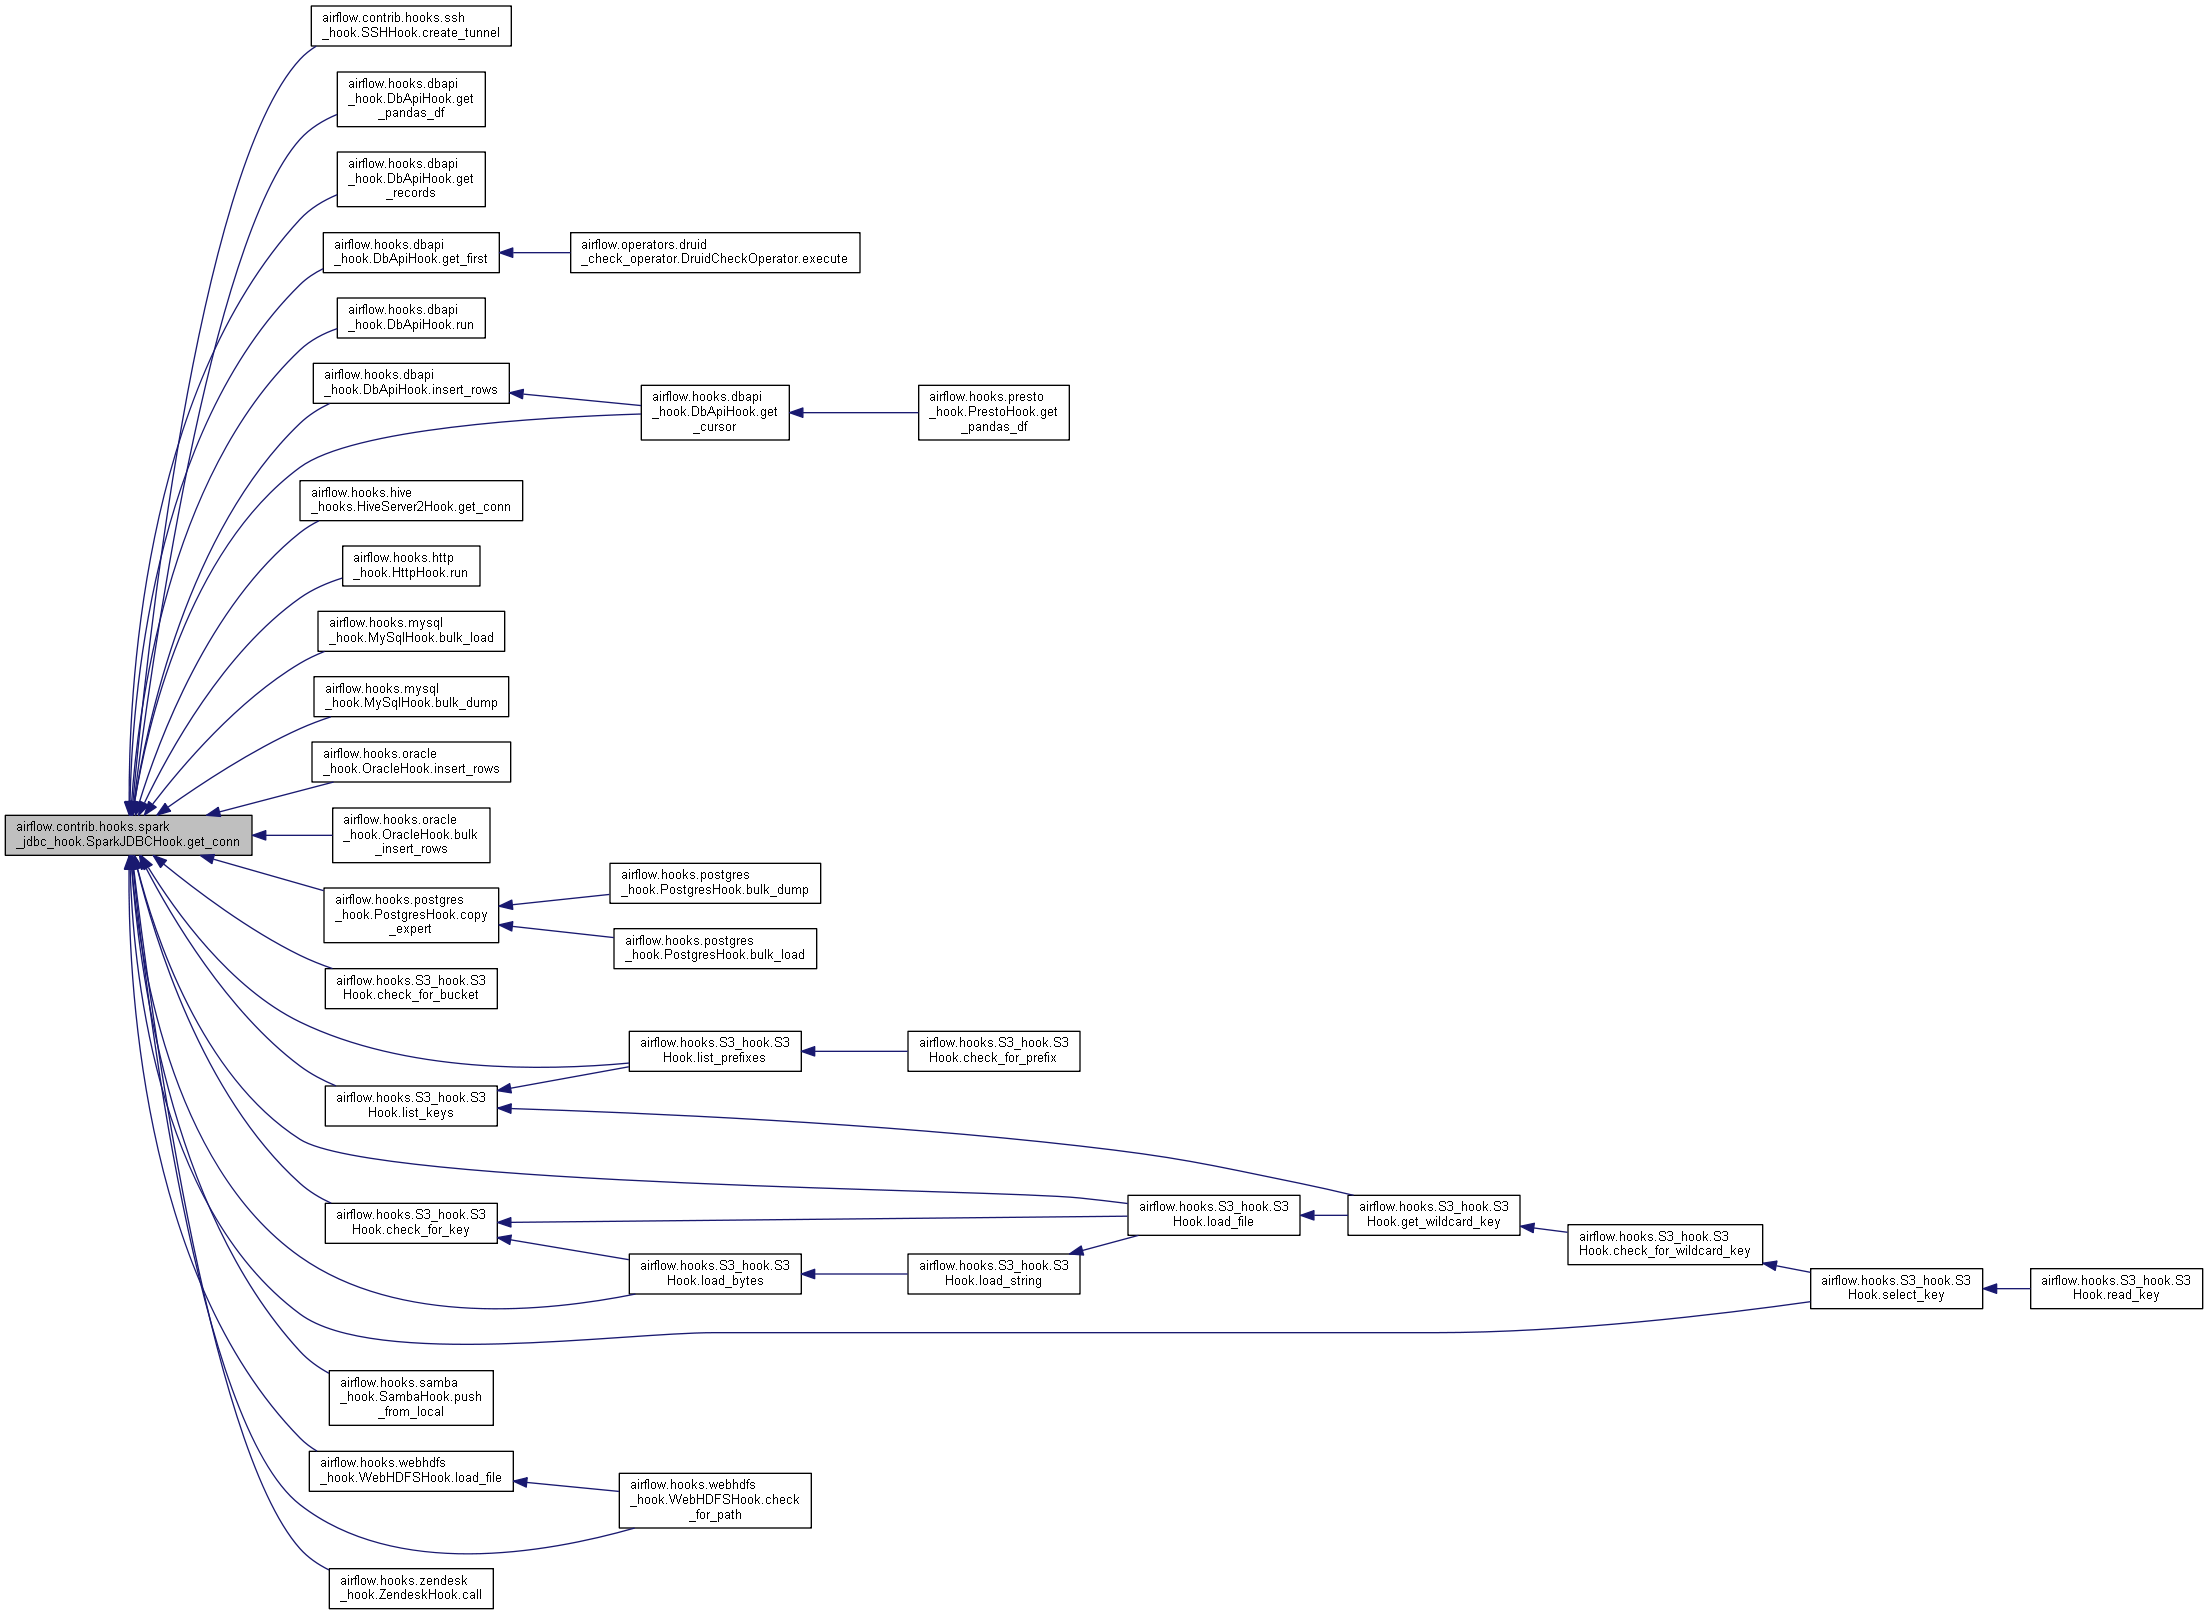 airflow.contrib.hooks.ssh
_hook.SSHHook.create_tunnel
airflow.hooks.dbapi
_hook.DbApiHook.get
_pandas_df
airflow.hooks.dbapi
_hook.DbApiHook.get
_records
airflow.hooks.dbapi
_hook.DbApiHook.get_first
airflow.operators.druid
_check_operator.DruidCheckOperator.execute
airflow.hooks.dbapi
_hook.DbApiHook.run
airflow.hooks.dbapi
_hook.DbApiHook.insert_rows
airflow.hooks.dbapi
_hook.DbApiHook.get
_cursor
airflow.hooks.presto
_hook.PrestoHook.get
_pandas_df
airflow.hooks.hive
_hooks.HiveServer2Hook.get_conn
airflow.hooks.http
_hook.HttpHook.run
airflow.hooks.mysql
_hook.MySqlHook.bulk_load
airflow.hooks.mysql
_hook.MySqlHook.bulk_dump
airflow.hooks.oracle
_hook.OracleHook.insert_rows
airflow.contrib.hooks.spark
_jdbc_hook.SparkJDBCHook.get_conn
airflow.hooks.oracle
_hook.OracleHook.bulk
_insert_rows
airflow.hooks.postgres
_hook.PostgresHook.copy
_expert
airflow.hooks.postgres
_hook.PostgresHook.bulk_dump
airflow.hooks.postgres
_hook.PostgresHook.bulk_load
airflow.hooks.S3_hook.S3
Hook.check_for_bucket
airflow.hooks.S3_hook.S3
Hook.list_prefixes
airflow.hooks.S3_hook.S3
Hook.check_for_prefix
airflow.hooks.S3_hook.S3
Hook.list_keys
airflow.hooks.S3_hook.S3
Hook.check_for_key
airflow.hooks.S3_hook.S3
Hook.load_file
airflow.hooks.S3_hook.S3
Hook.get_wildcard_key
airflow.hooks.S3_hook.S3
Hook.check_for_wildcard_key
airflow.hooks.S3_hook.S3
Hook.load_bytes
airflow.hooks.S3_hook.S3
Hook.load_string
airflow.hooks.S3_hook.S3
Hook.select_key
airflow.hooks.S3_hook.S3
Hook.read_key
airflow.hooks.samba
_hook.SambaHook.push
_from_local
airflow.hooks.webhdfs
_hook.WebHDFSHook.load_file
airflow.hooks.webhdfs
_hook.WebHDFSHook.check
_for_path
airflow.hooks.zendesk
_hook.ZendeskHook.call